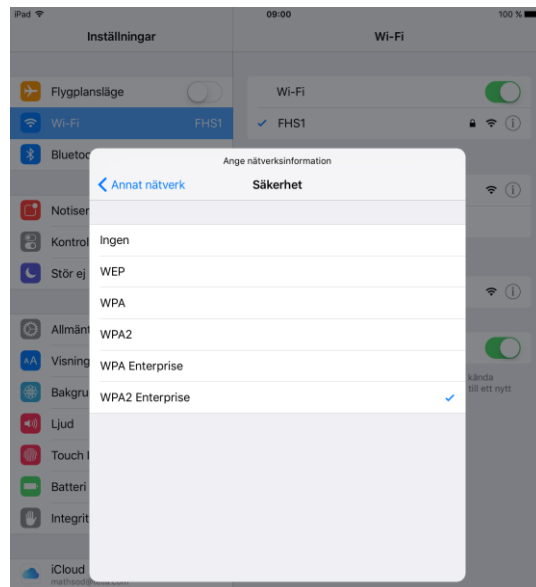 iPad 09:00 100 %
Inställningar
Wi-Fi
Flygplansläge
Wi-Fi FHS1
Bluetoo
Notiser
Kontrol
Stör ej
Allmänt
Visning
Bakgru
Ljud
Touch I
Batteri
Integrit
iCloud
Wi-Fi
FHS1
kända
till ett nytt
Ange nätverksinformation
Annat nätverk
Säkerhet
Ingen
WEP
WPA
WPA2
WPA Enterprise
WPA2 Enterprise